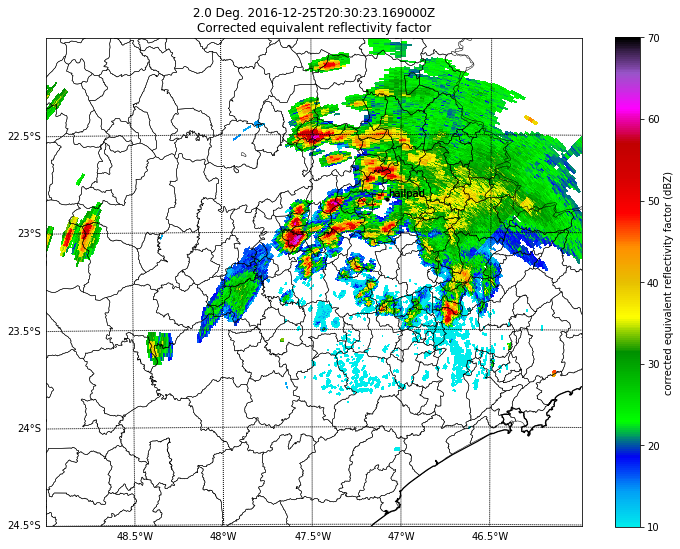 2.0 Deg. 2016-12-25T20:30:23.169000Z
Corrected equivalent reflectivity factor
70
60
50
40
30
20
10
corrected equivalent reflectivity factor (dBZ)
22.5°S
23°S
23.5°S
24°S
24.5°S
hailpad
48.5°W
48°W
47.5°W
47°W
46.5°W